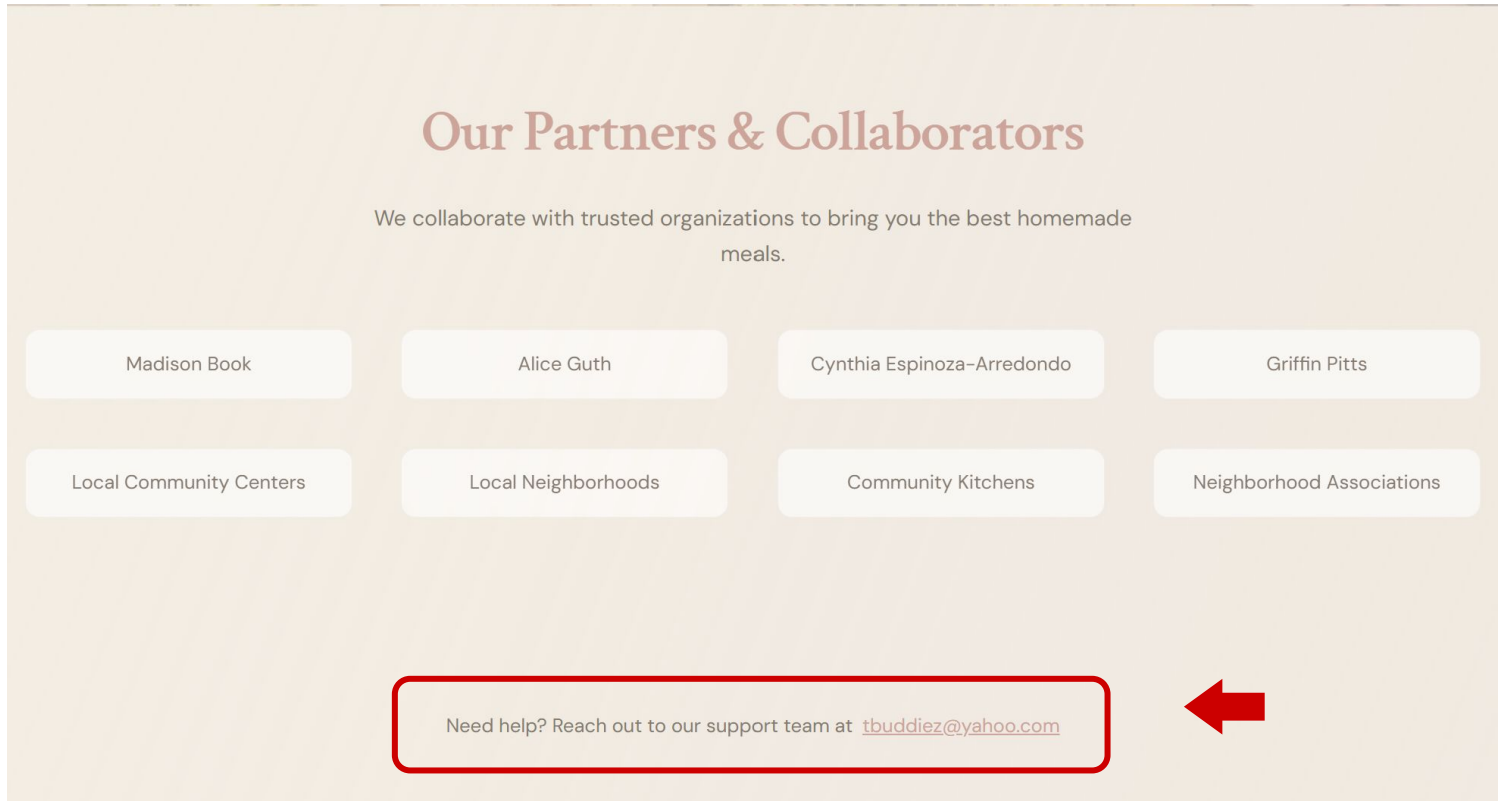 Our Partners & Collaborators
We collaborate with trusted organizations to bring you the best homemade
meals.
Madison Book
Alice Guth
Cynthia Espinoza-Arredondo
Griffin Pitts
Local Community Centers
Local Neighborhoods
Community Kitchens
Neighborhood Associations
Need help? Reach out to our support team at tbuddiez@yahoo.com